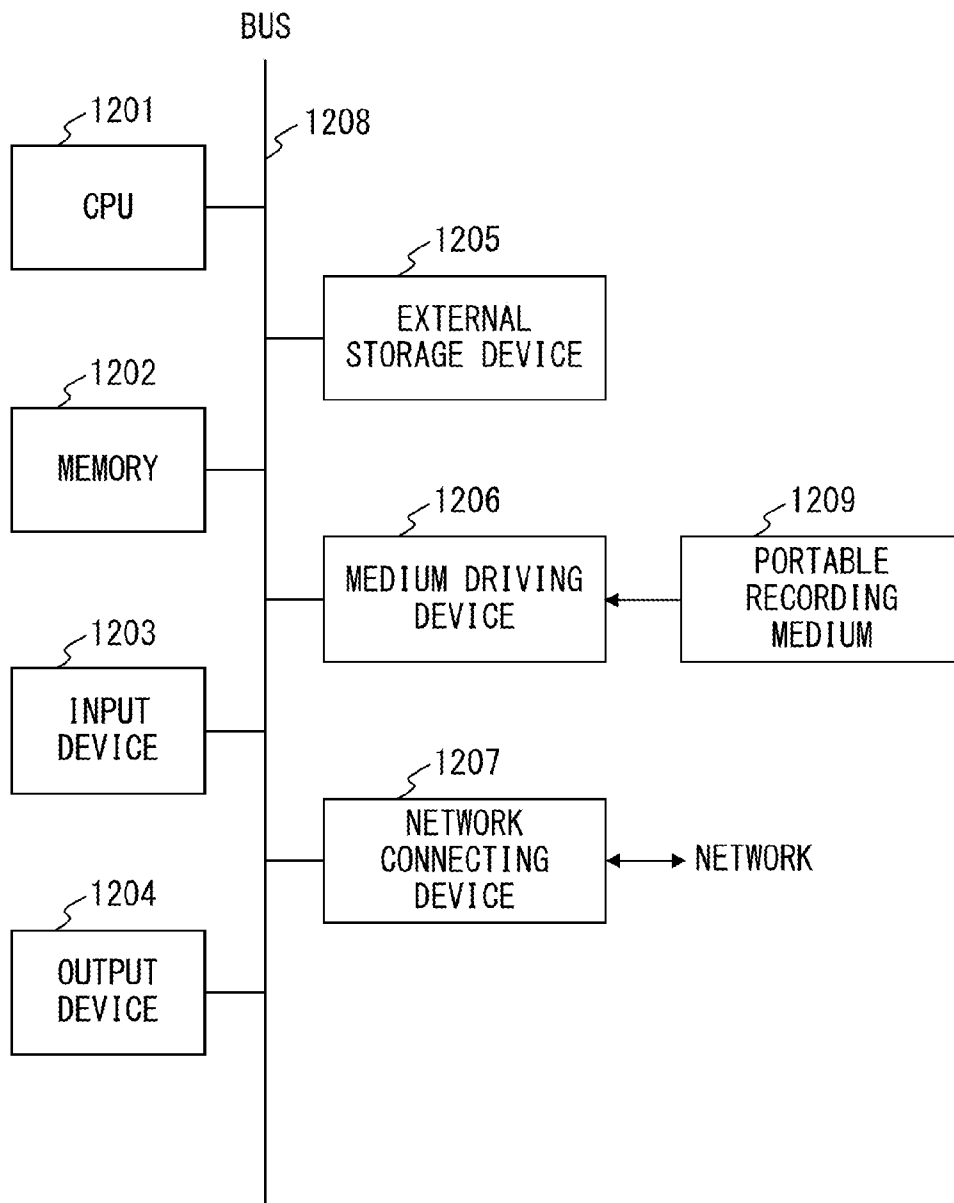 BUS
1201
1208
CPU
1205
EXTERNAL
STORAGE DEVICE
1202
MEMORY
1206
1209
MEDIUM DRIVING
DEVICE
PORTABLE
RECORDING
MEDIUM
1203
INPUT
DEVICE
1207
NETWORK
CONNECTING
DEVICE
NETWORK
1204
OUTPUT
DEVICE